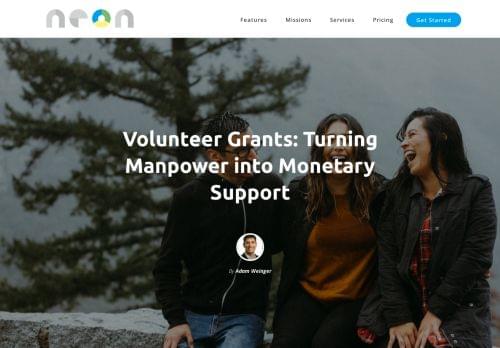 neon
Features
Missions
Services
Pricing
Get Started
Volunteer Grants: Turning
Manpower into Monetary
Support
By Adam Weinger